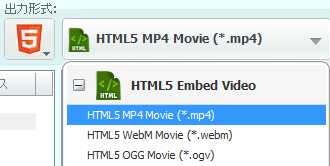 出力形式:
HTML5 MP4 Movie (*.mp4)
HTML5 Embed Video
ス
HTML5 MP4 Movie (*.mp4)
HTML5 WebM Movie (*.webm)
HTML5 OGG Movie (*.ogv)